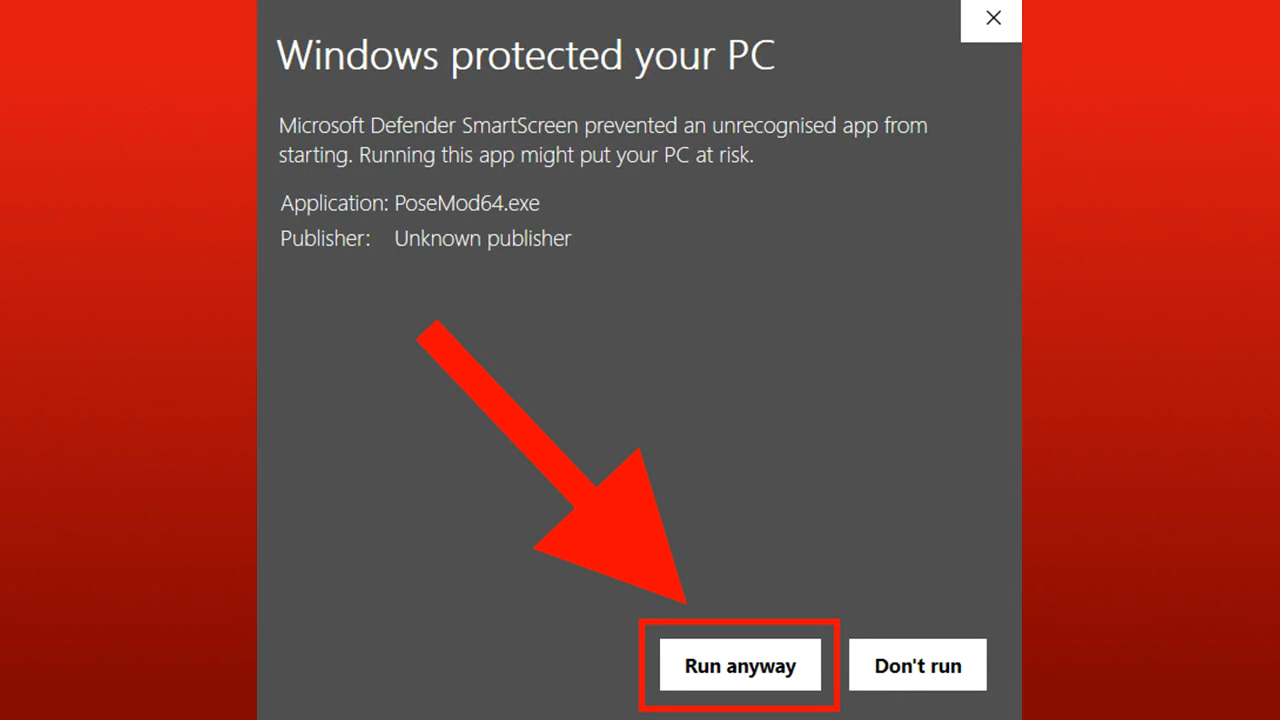 Windows protected your PC
Microsoft Defender SmartScreen prevented an unrecognised app from
starting. Running this app might put your PC at risk.
Application: PoseMod64.exe
Publisher: Unknown publisher
Run anyway Don't run